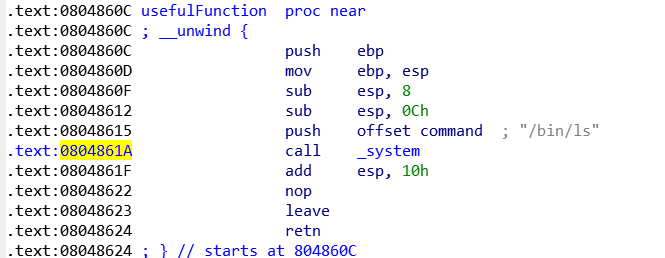 .text:0804860C usefulFunction  proc near
.text:0804860C ; __unwind {
.text:0804860C                 push    ebp
.text:0804860D                 mov     ebp, esp
.text:0804860F                 sub     esp, 8
.text:08048612                 sub     esp, 0Ch
.text:08048615                 push    offset command  ; "/bin/ls"
.text:0804861A                 call    _system
.text:0804861F                 add     esp, 10h
.text:08048622                 nop
.text:08048623                 leave
.text:08048624                 retn
.text:08048624 ; } // starts at 804860C